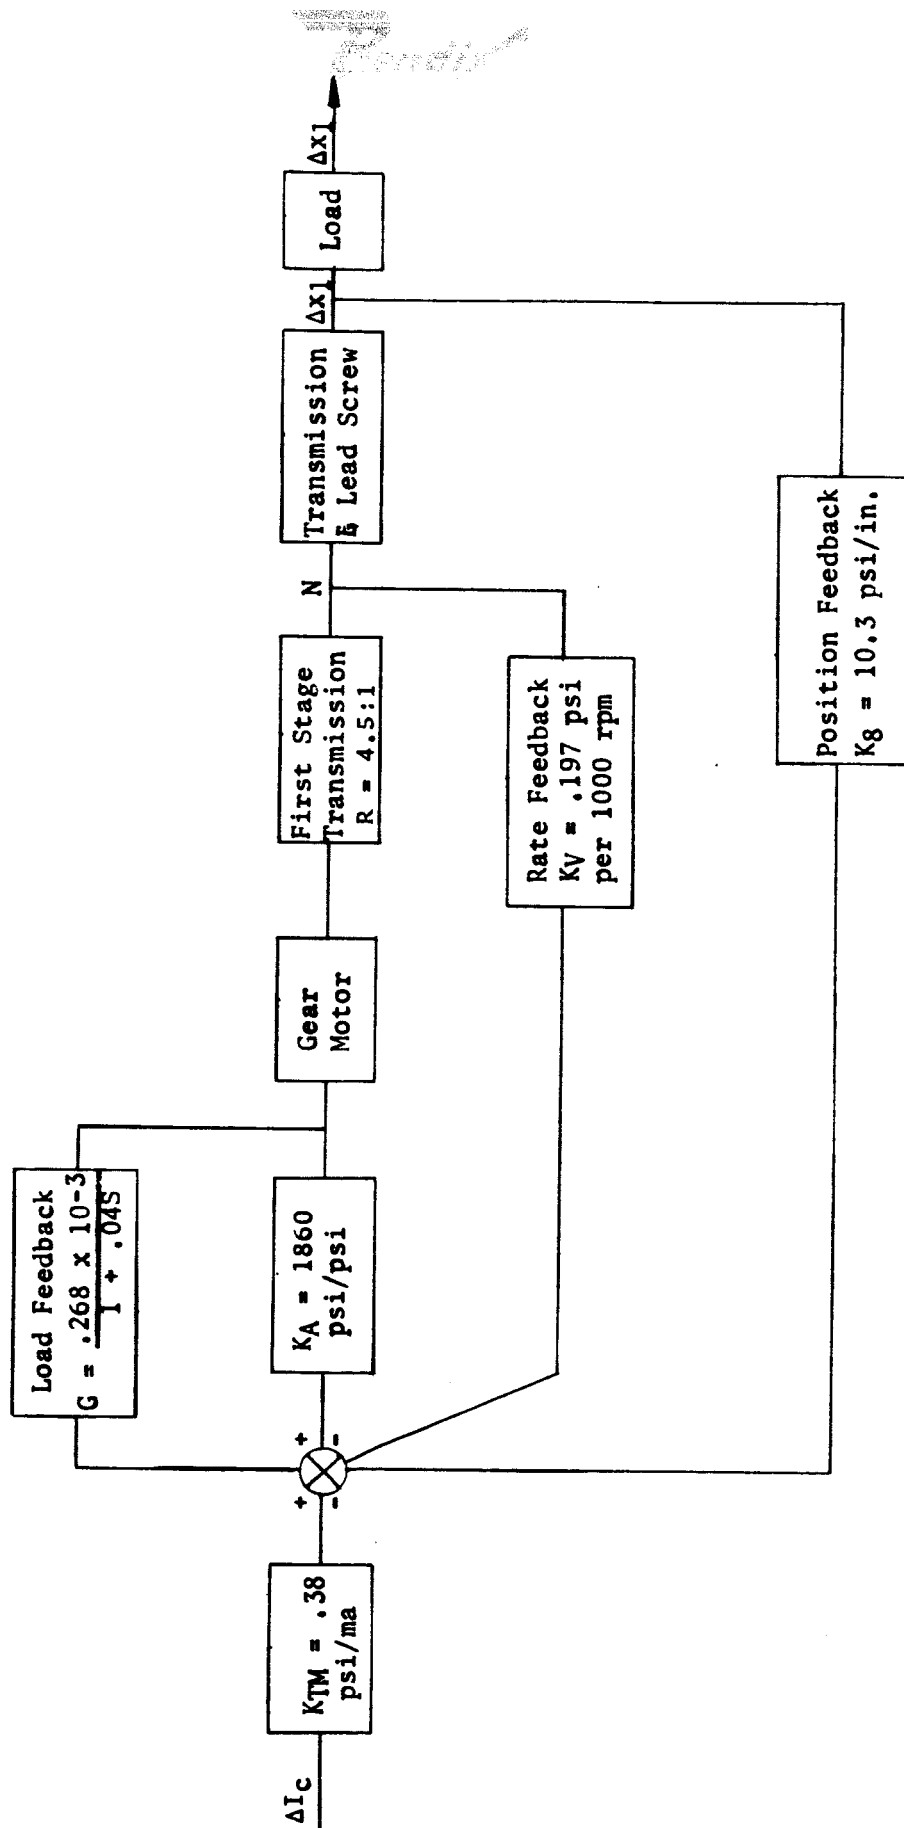 ΔIc
KTM = .38
psi/ma
+
+
-
-
Load Feedback
G = .268 x 10-3
1 + .04S
KA = 1860
psi/psi
Gear
Motor
First Stage
Transmission
R = 4.5:1
N
Transmission
& Lead Screw
Δx1
Load
Δx1
Rate Feedback
KV = .197 psi
per 1000 rpm
Position Feedback
K8 = 10.3 psi/in.
Bendix